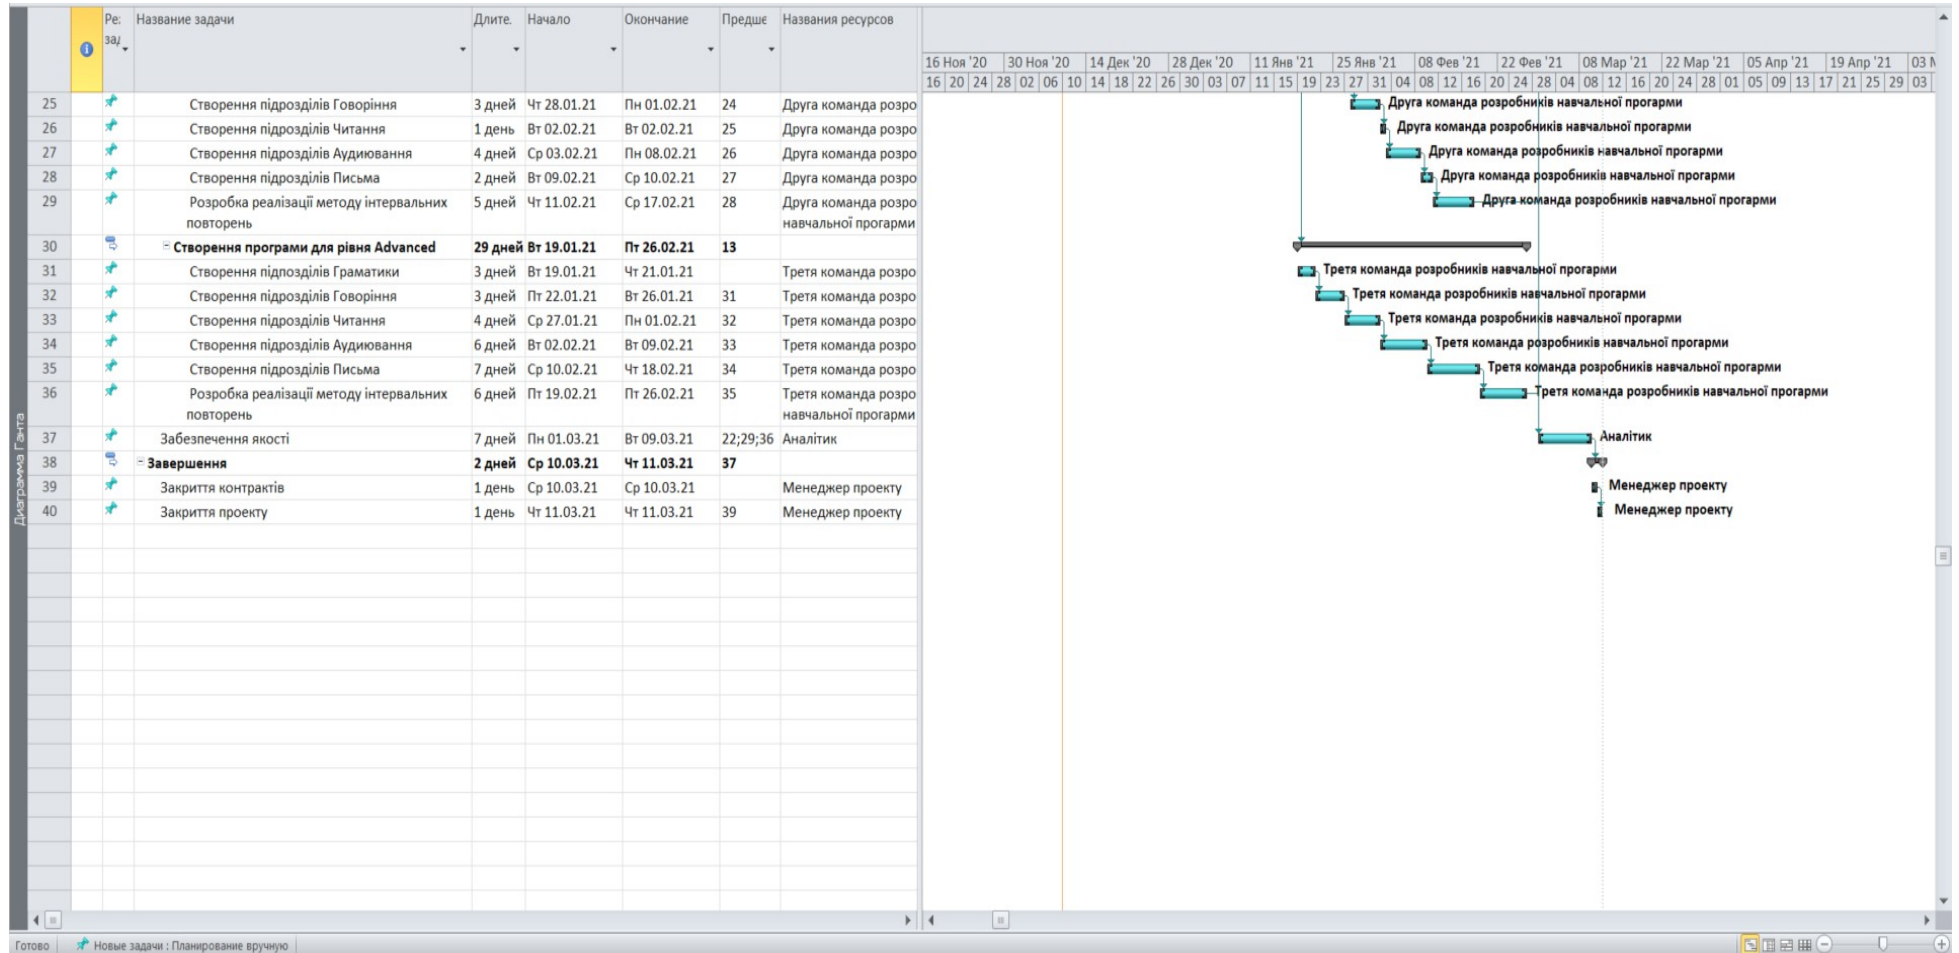 Ре: Название задачи Длите. Начало Окончание Предше Названия ресурсов
зад
16 Ноя '20 30 Ноя '20 14 Дек '20 28 Дек '20 11 Янв '21 25 Янв '21 08 Фев '21 22 Фев '21 08 Мар '21 22 Мар '21 05 Апр '21 19 Апр '21 03 М
16 20 24 28 02 06 10 14 18 22 26 30 03 07 11 15 19 23 27 31 04 08 12 16 20 24 28 04 08 12 16 20 24 28 01 05 09 13 17 21 25 29 03
25 Створення підрозділів Говоріння 3 дней Чт 28.01.21 Пн 01.02.21 24 Друга команда розро Друга команда розробників навчальної прогарми
26 Створення підрозділів Читання 1 день Вт 02.02.21 Вт 02.02.21 25 Друга команда розро Друга команда розробників навчальної прогарми
27 Створення підрозділів Аудиювання 4 дней Ср 03.02.21 Пн 08.02.21 26 Друга команда розро Друга команда розробників навчальної прогарми
28 Створення підрозділів Письма 2 дней Вт 09.02.21 Ср 10.02.21 27 Друга команда розро Друга команда розробників навчальної прогарми
29 Розробка реалізації методу інтервальних 5 дней Чт 11.02.21 Ср 17.02.21 28 Друга команда розро Друга команда розробників навчальної прогарми
повторень навчальної прогарми
30 Створення програми для рівня Advanced 29 дней Вт 19.01.21 Пт 26.02.21 13
31 Створення підпозділів Граматики 3 дней Вт 19.01.21 Чт 21.01.21 Третя команда розро Третя команда розробників навчальної прогарми
32 Створення підрозділів Говоріння 3 дней Пт 22.01.21 Вт 26.01.21 31 Третя команда розро Третя команда розробників навчальної прогарми
33 Створення підрозділів Читання 4 дней Ср 27.01.21 Пн 01.02.21 32 Третя команда розро Третя команда розробників навчальної прогарми
34 Створення підрозділів Аудиювання 6 дней Вт 02.02.21 Вт 09.02.21 33 Третя команда розро Третя команда розробників навчальної прогарми
35 Створення підрозділів Письма 7 дней Ср 10.02.21 Чт 18.02.21 34 Третя команда розро Третя команда розробників навчальної прогарми
36 Розробка реалізації методу інтервальних 6 дней Пт 19.02.21 Пт 26.02.21 35 Третя команда розро Третя команда розробників навчальної прогарми
повторень навчальної прогарми
37 Забезпечення якості 7 дней Пн 01.03.21 Вт 09.03.21 22;29;36 Аналітик Аналітик
38 Завершення 2 дней Ср 10.03.21 Чт 11.03.21 37
39 Закриття контрактів 1 день Ср 10.03.21 Ср 10.03.21 Менеджер проекту Менеджер проекту
40 Закриття проекту 1 день Чт 11.03.21 Чт 11.03.21 39 Менеджер проекту Менеджер проекту
Диаграмма Ганта
Готово Новые задачи : Планирование вручную